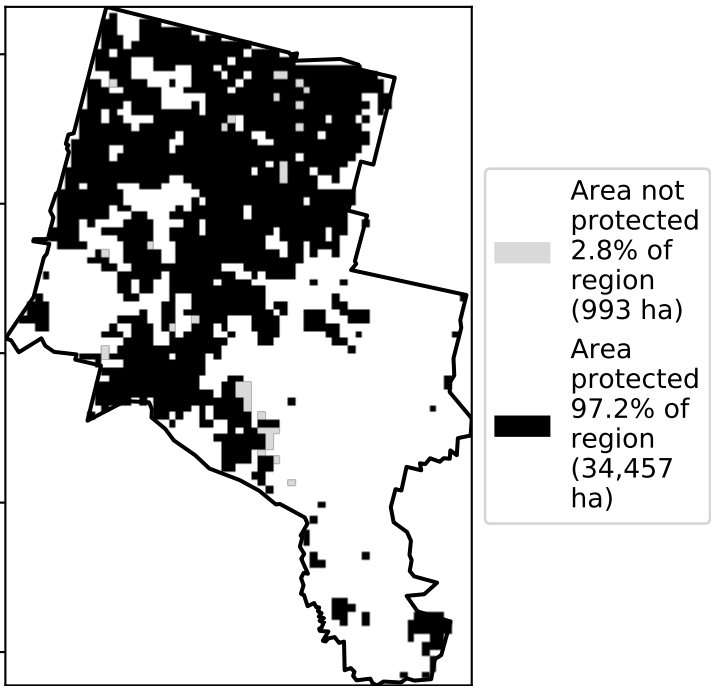 Area not
protected
2.8% of
region
(993 ha)
Area
protected
97.2% of
region
(34,457
ha)